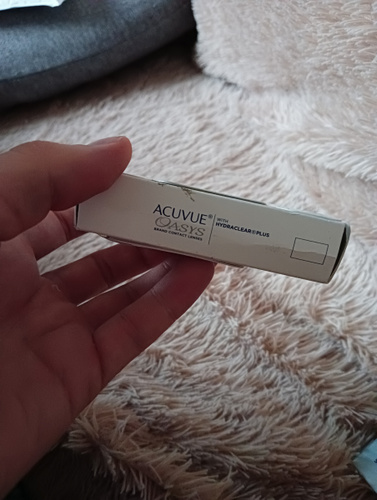 ACUVUE®
OASYS
BRAND CONTACT LENSES
WITH
HYDRACLEAR® PLUS